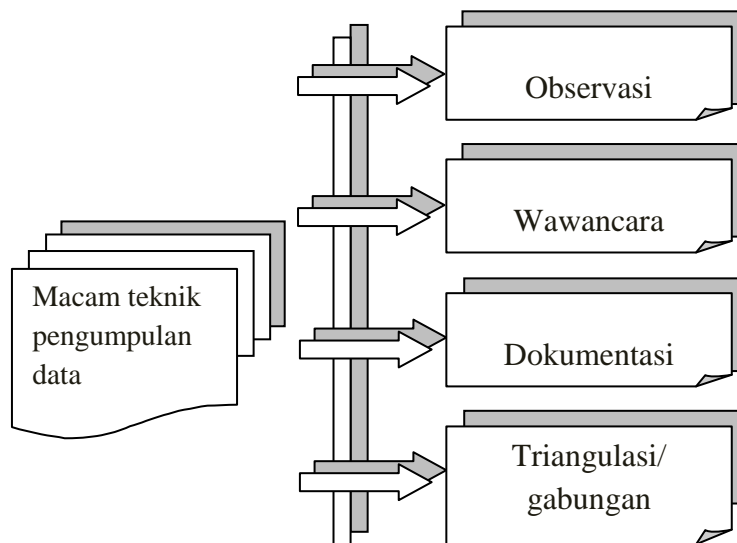 Macam teknik
pengumpulan
data
Observasi
Wawancara
Dokumentasi
Triangulasi/
gabungan